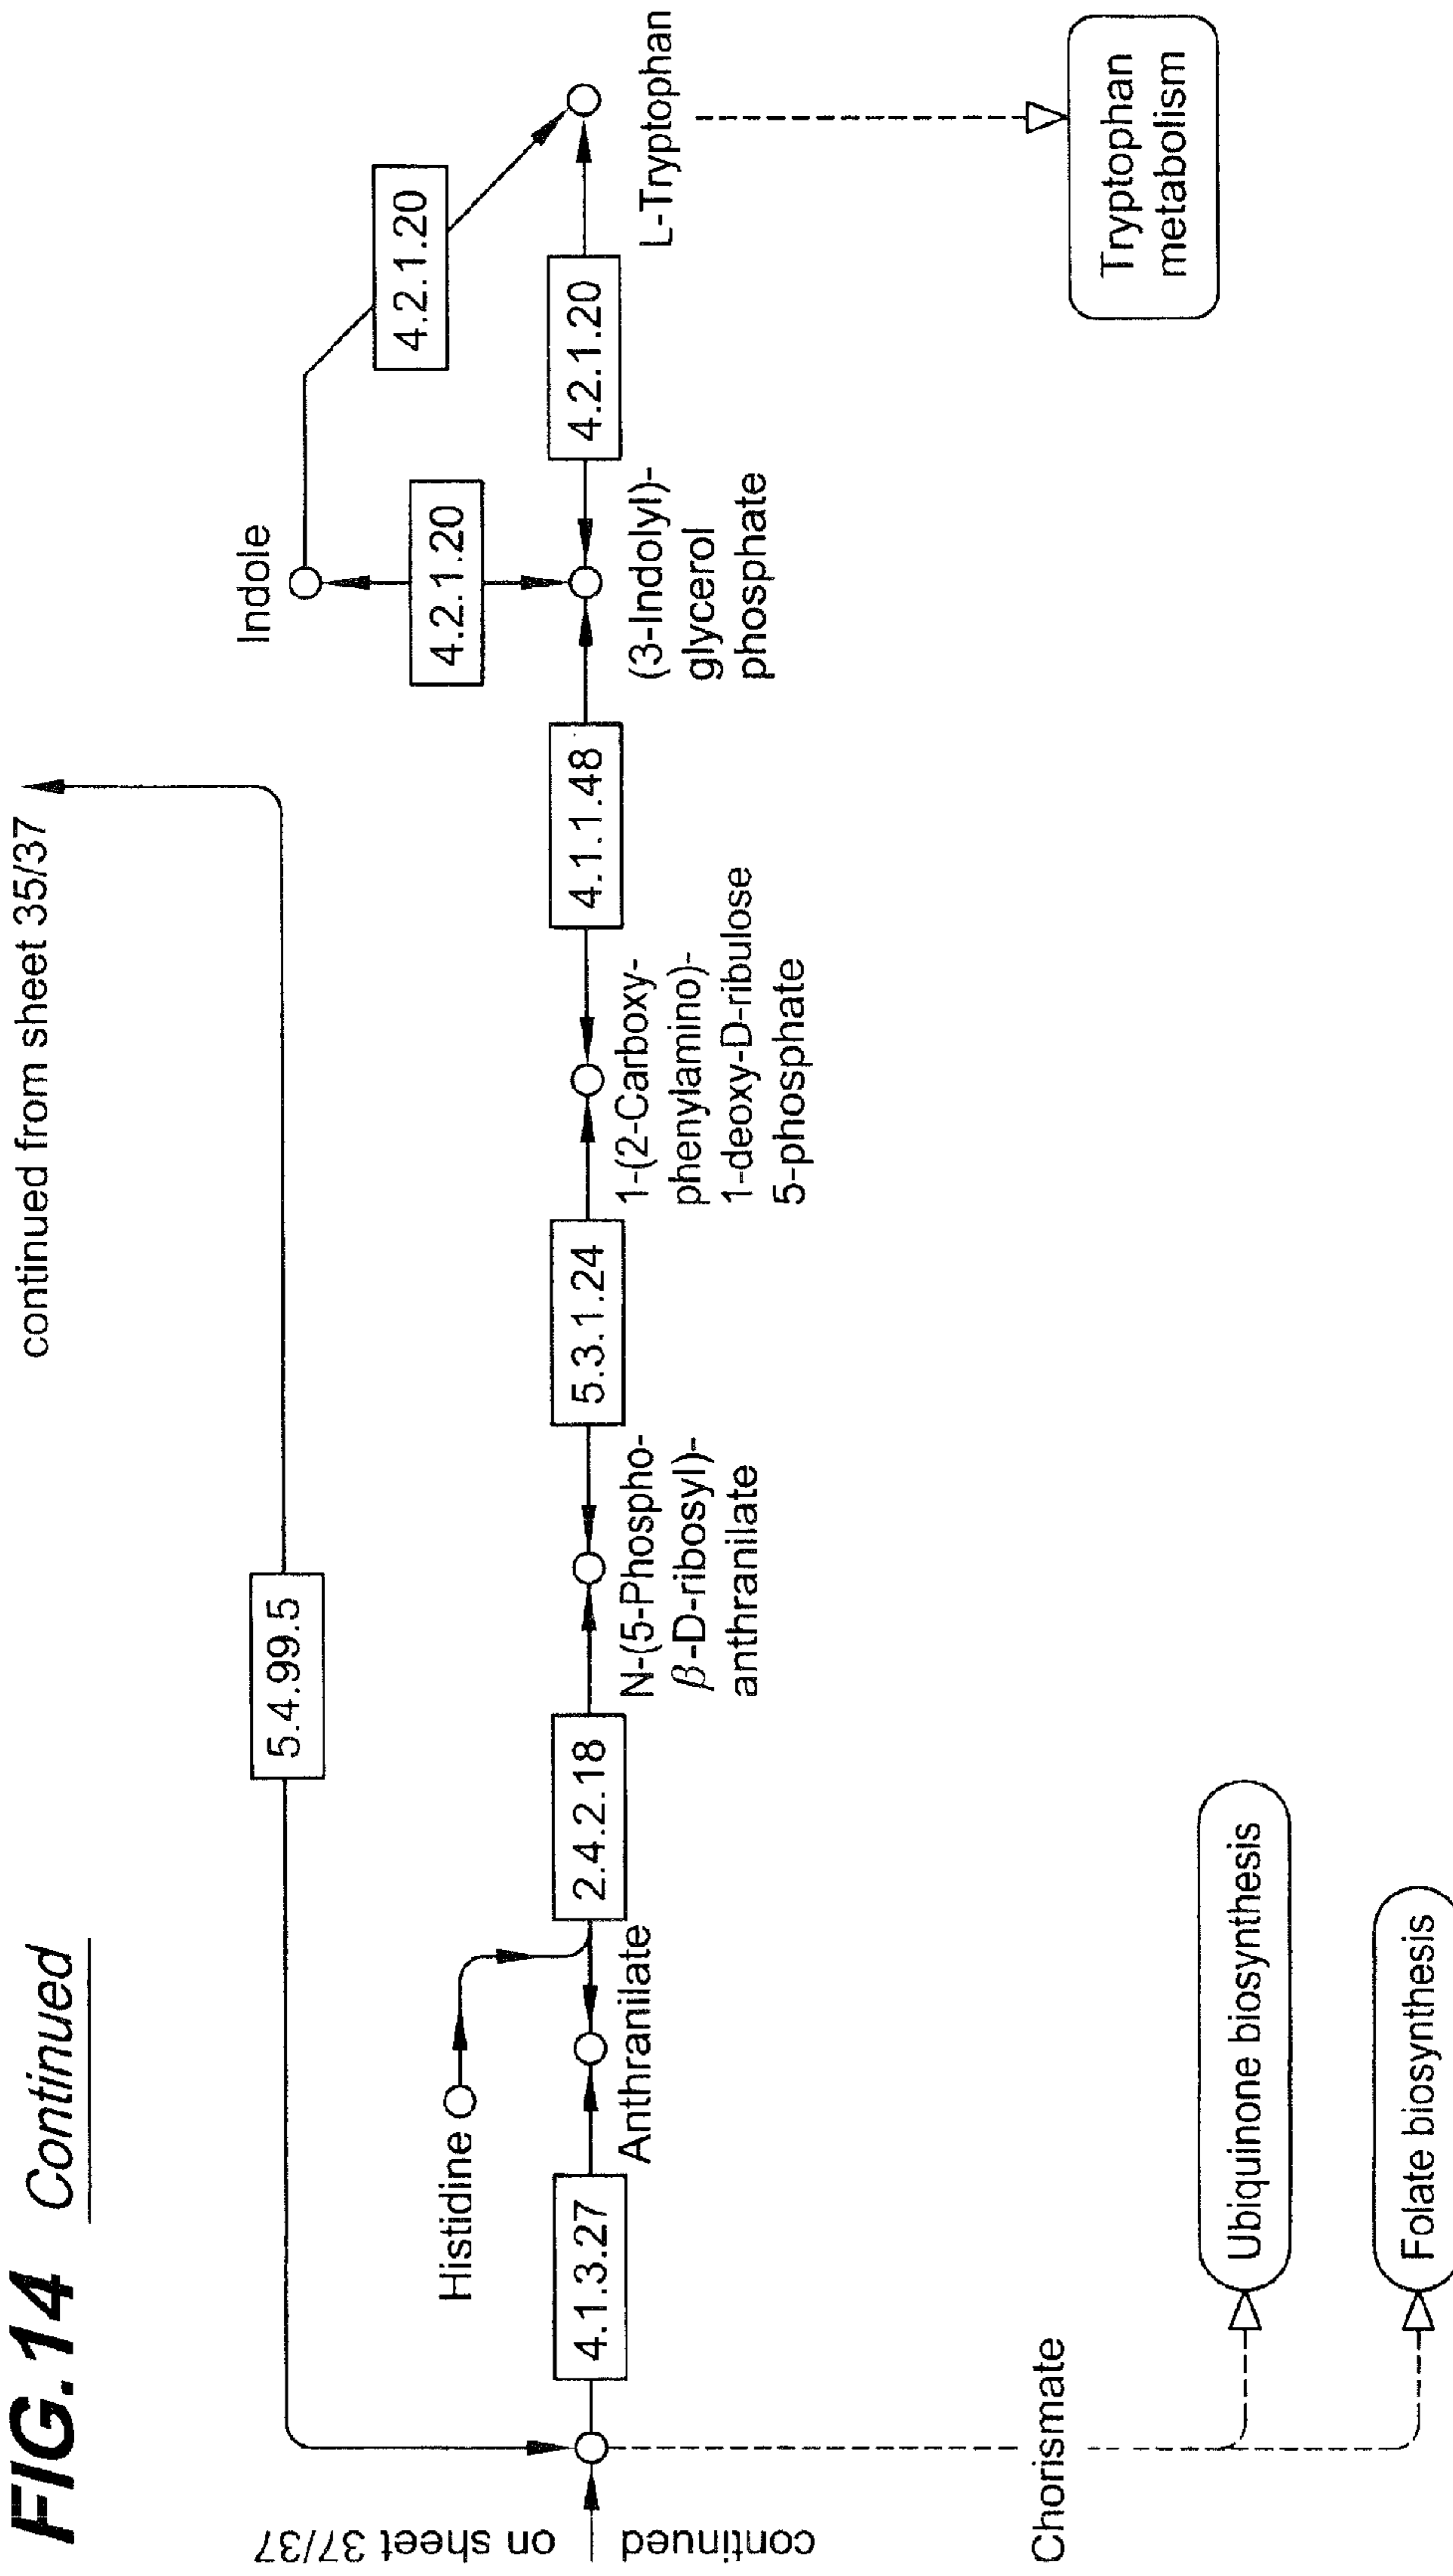 FIG.14 Continued
continued from sheet 35/37
5.4.99.5
Indole
4.2.1.20
4.2.1.20
Histidine
continued
on sheet 37/37
4.1.3.27
2.4.2.18
5.3.1.24
4.1.1.48
4.2.1.20
Anthranilate
N-(5-Phospho-
β-D-ribosyl)-
anthranilate
1-(2-Carboxy-
phenylamino)-
1-deoxy-D-ribulose
5-phosphate
(3-Indolyl)-
glycerol
phosphate
L-Tryptophan
Chorismate
Tryptophan
metabolism
Ubiquinone biosynthesis
Folate biosynthesis